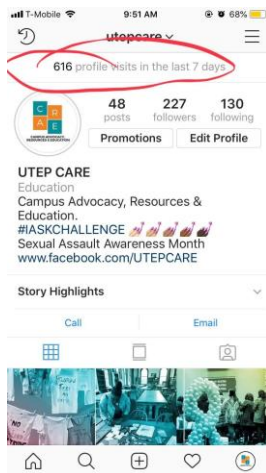 T-Mobile 9:51 AM 68%
utepcare
616 profile visits in the last 7 days
C R
A E
48 227 130
posts followers following
Promotions Edit Profile
UTEP CARE
Education
Campus Advocacy, Resources &
Education.
#IASKCHALLENGE 💅🏻💅🏼💅🏽💅🏾💅🏿
Sexual Assault Awareness Month
www.facebook.com/UTEPCARE
Story Highlights
Call Email